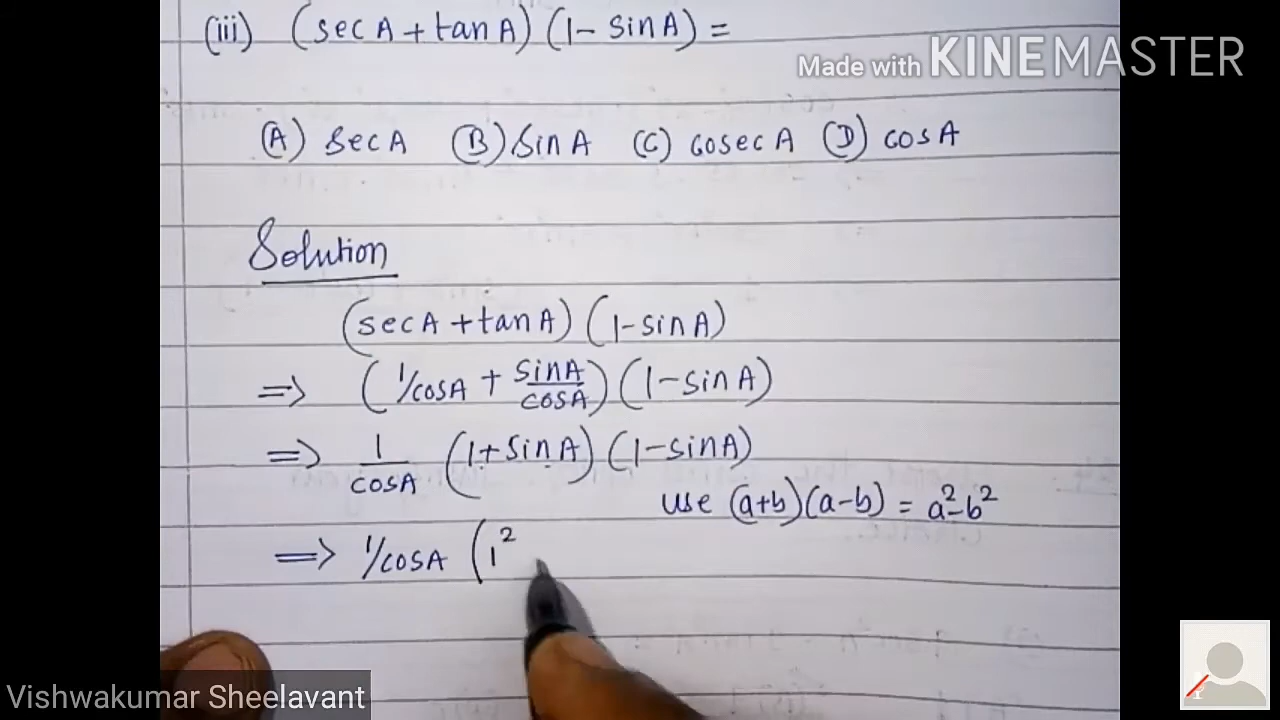 (iii) (sec A + tan A) (1 - sin A) =
Made with KINEMASTER
(A) sec A (B) sin A (C) cosec A (D) cos A
Solution
(sec A + tan A) (1 - sin A)
=> (1/cos A + sin A/cos A) (1 - sin A)
=> 1/cos A (1 + sin A) (1 - sin A)
use (a+b)(a-b) = a²-b²
=> 1/cos A (1²
Vishwakumar Sheelavant